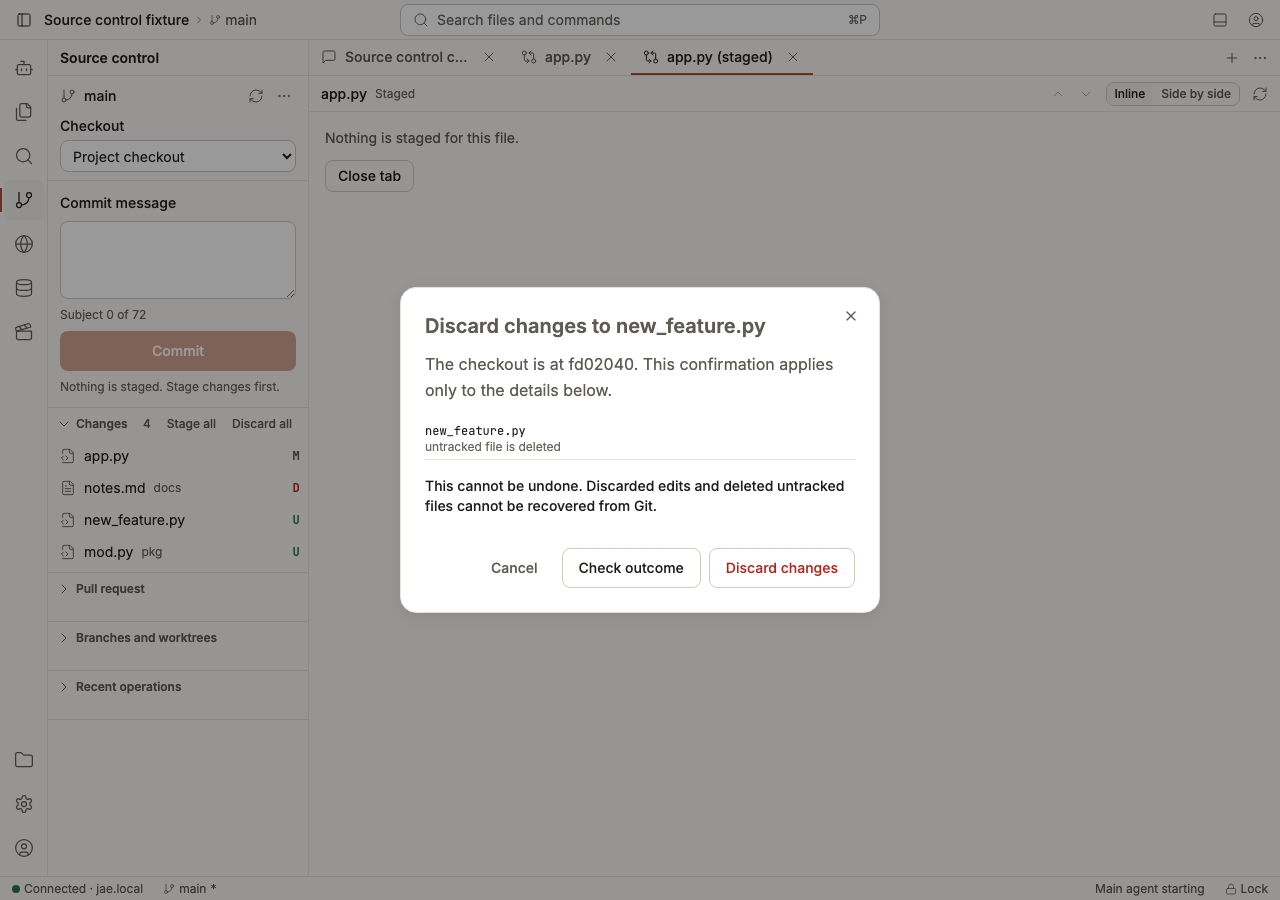 Source control fixture
main
Search files and commands
⌘P
Source control
Source control c...
app.py
app.py (staged)
main
app.py Staged
Inline
Side by side
Checkout
Project checkout
Nothing is staged for this file.
Close tab
Commit message
Subject 0 of 72
Commit
Nothing is staged. Stage changes first.
Changes 4 Stage all Discard all
app.py M
notes.md docs D
new_feature.py U
mod.py pkg U
Pull request
Branches and worktrees
Recent operations
Discard changes to new_feature.py
The checkout is at fd02040. This confirmation applies
only to the details below.
new_feature.py
untracked file is deleted
This cannot be undone. Discarded edits and deleted untracked
files cannot be recovered from Git.
Cancel
Check outcome
Discard changes
Connected · jae.local
main *
Main agent starting
Lock